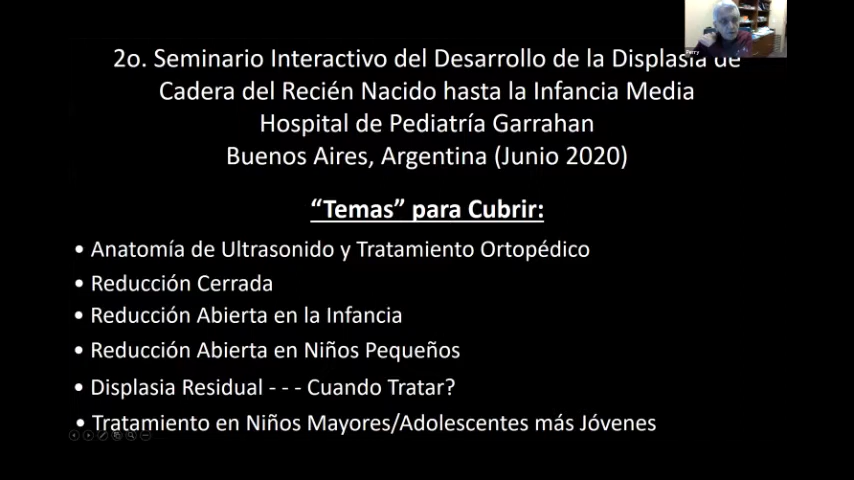 2o. Seminario Interactivo del Desarrollo de la Displasia de
Cadera del Recién Nacido hasta la Infancia Media
Hospital de Pediatría Garrahan
Buenos Aires, Argentina (Junio 2020)
“Temas” para Cubrir:
• Anatomía de Ultrasonido y Tratamiento Ortopédico
• Reducción Cerrada
• Reducción Abierta en la Infancia
• Reducción Abierta en Niños Pequeños
• Displasia Residual - - - Cuando Tratar?
• Tratamiento en Niños Mayores/Adolescentes más Jóvenes
Perry